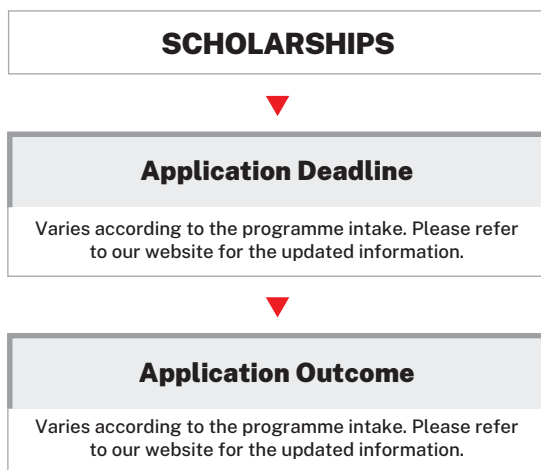 SCHOLARSHIPS
Application Deadline
Varies according to the programme intake. Please refer
to our website for the updated information.
Application Outcome
Varies according to the programme intake. Please refer
to our website for the updated information.